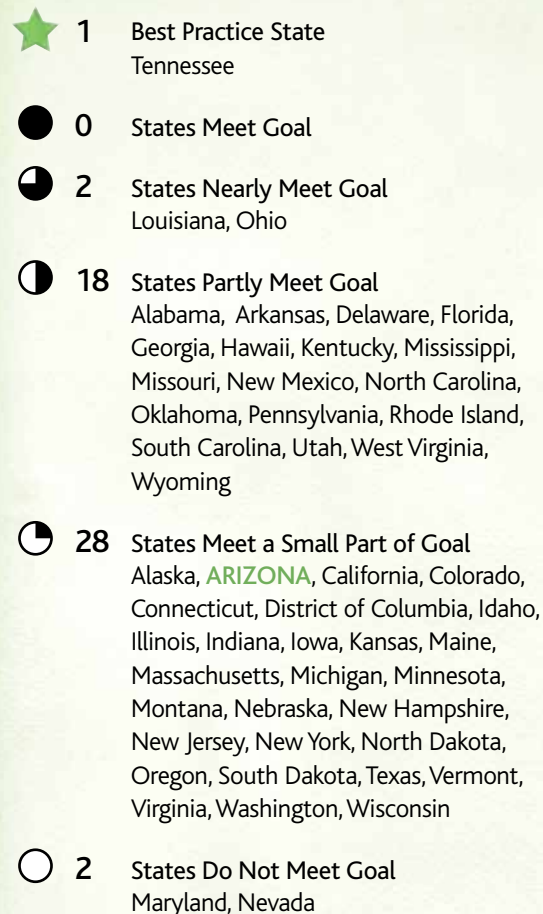 1 Best Practice State
Tennessee
0 States Meet Goal
2 States Nearly Meet Goal
Louisiana, Ohio
18 States Partly Meet Goal
Alabama, Arkansas, Delaware, Florida,
Georgia, Hawaii, Kentucky, Mississippi,
Missouri, New Mexico, North Carolina,
Oklahoma, Pennsylvania, Rhode Island,
South Carolina, Utah, West Virginia,
Wyoming
28 States Meet a Small Part of Goal
Alaska, ARIZONA, California, Colorado,
Connecticut, District of Columbia, Idaho,
Illinois, Indiana, Iowa, Kansas, Maine,
Massachusetts, Michigan, Minnesota,
Montana, Nebraska, New Hampshire,
New Jersey, New York, North Dakota,
Oregon, South Dakota, Texas, Vermont,
Virginia, Washington, Wisconsin
2 States Do Not Meet Goal
Maryland, Nevada